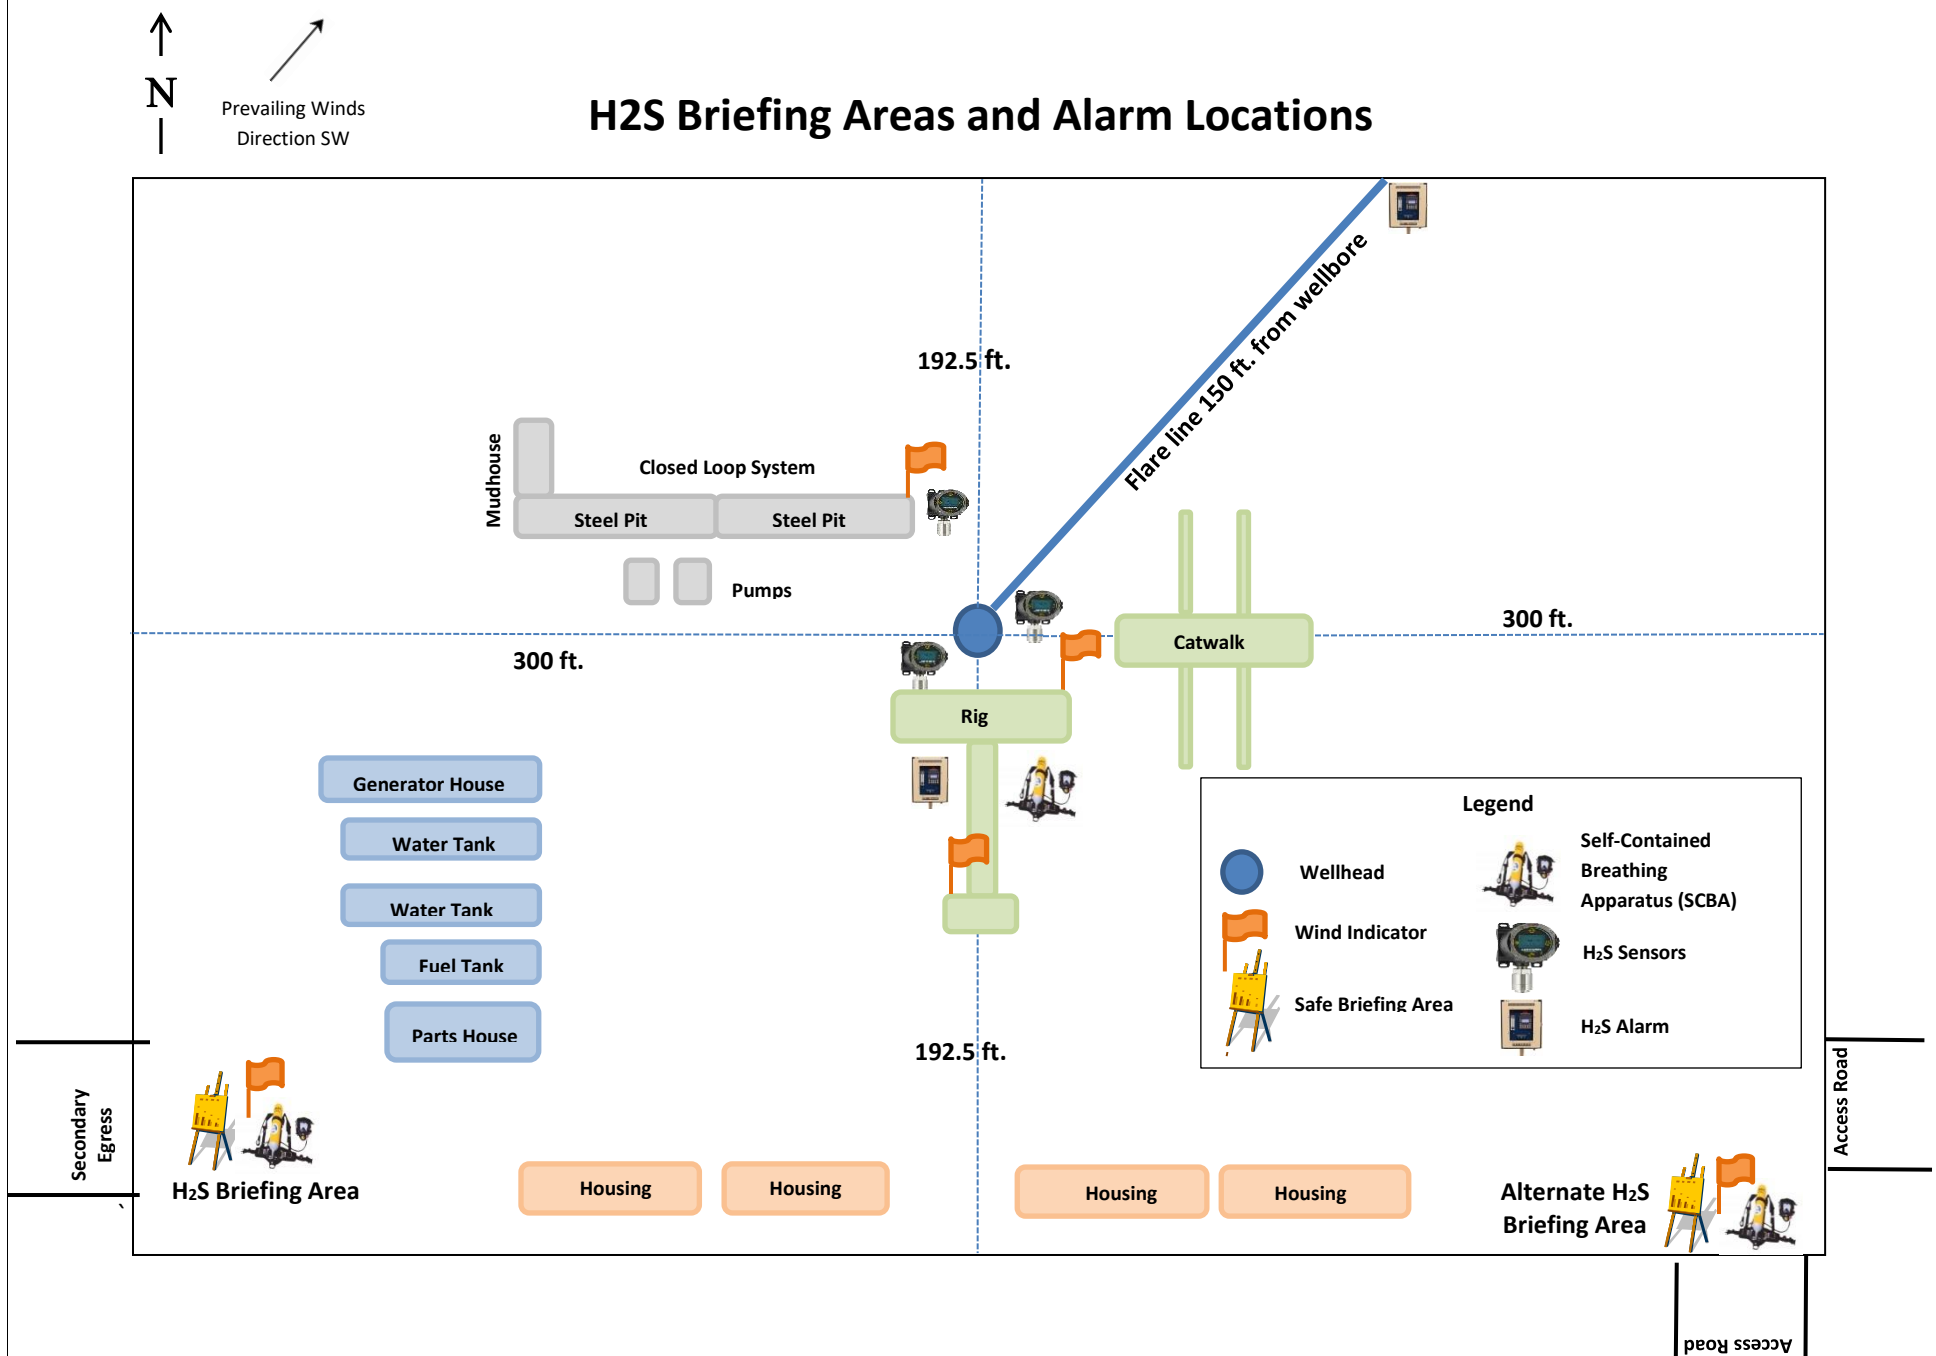 N
Prevailing Winds
Direction SW
H2S Briefing Areas and Alarm Locations
192.5 ft.
Flare line 150 ft. from wellbore
Mudhouse
Closed Loop System
Steel Pit
Steel Pit
Pumps
300 ft.
300 ft.
Catwalk
Rig
Generator House
Water Tank
Water Tank
Fuel Tank
Parts House
192.5 ft.
Legend
Wellhead
Self-Contained
Breathing
Apparatus (SCBA)
Wind Indicator
H2S Sensors
Safe Briefing Area
H2S Alarm
Secondary
Egress
Access Road
H2S Briefing Area
Housing
Housing
Housing
Housing
Alternate H2S
Briefing Area
Access Road